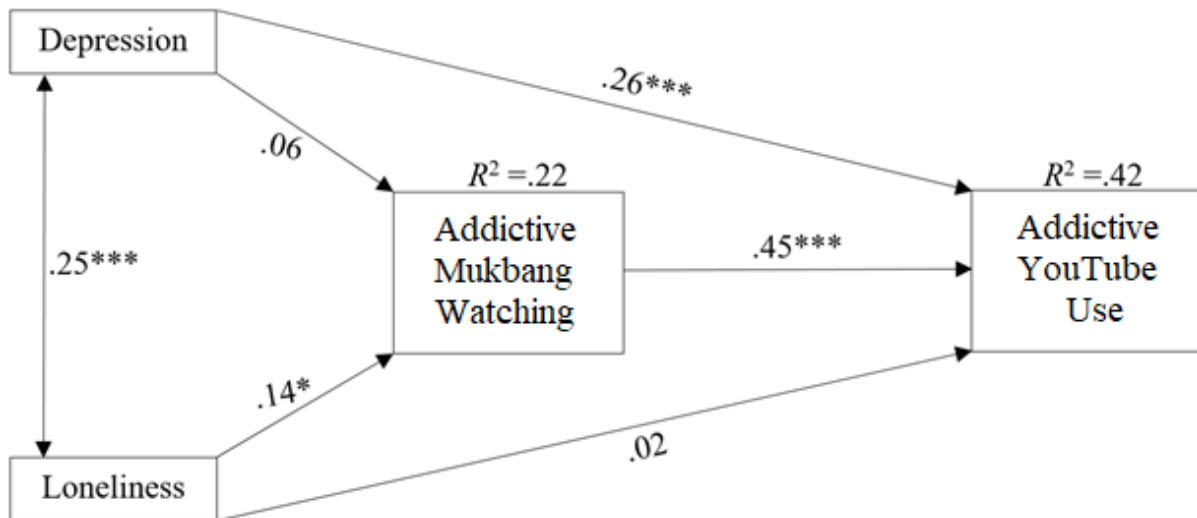 Depression
.26***
.06
R² =.22
R² =.42
Addictive
Mukbang
Watching
Addictive
YouTube
Use
.45***
.25***
.14*
.02
Loneliness